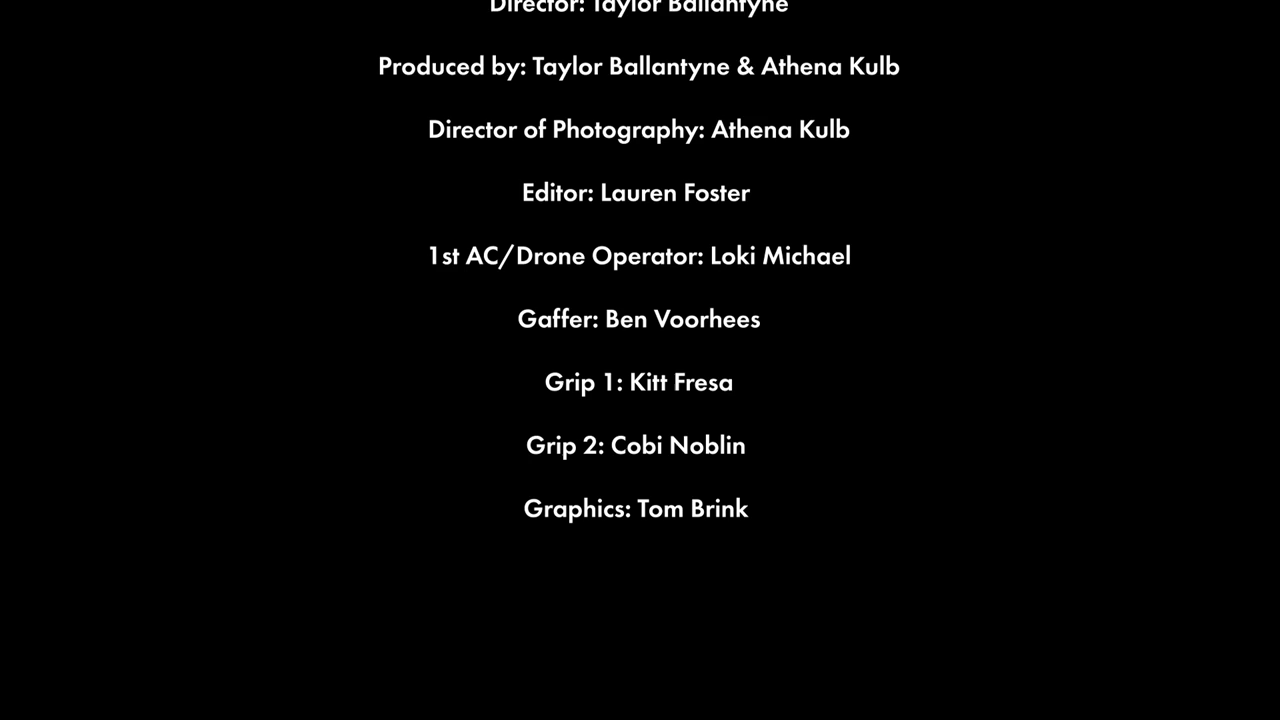 Director: Taylor Ballantyne
Produced by: Taylor Ballantyne & Athena Kulb
Director of Photography: Athena Kulb
Editor: Lauren Foster
1st AC/Drone Operator: Loki Michael
Gaffer: Ben Voorhees
Grip 1: Kitt Fresa
Grip 2: Cobi Noblin
Graphics: Tom Brink